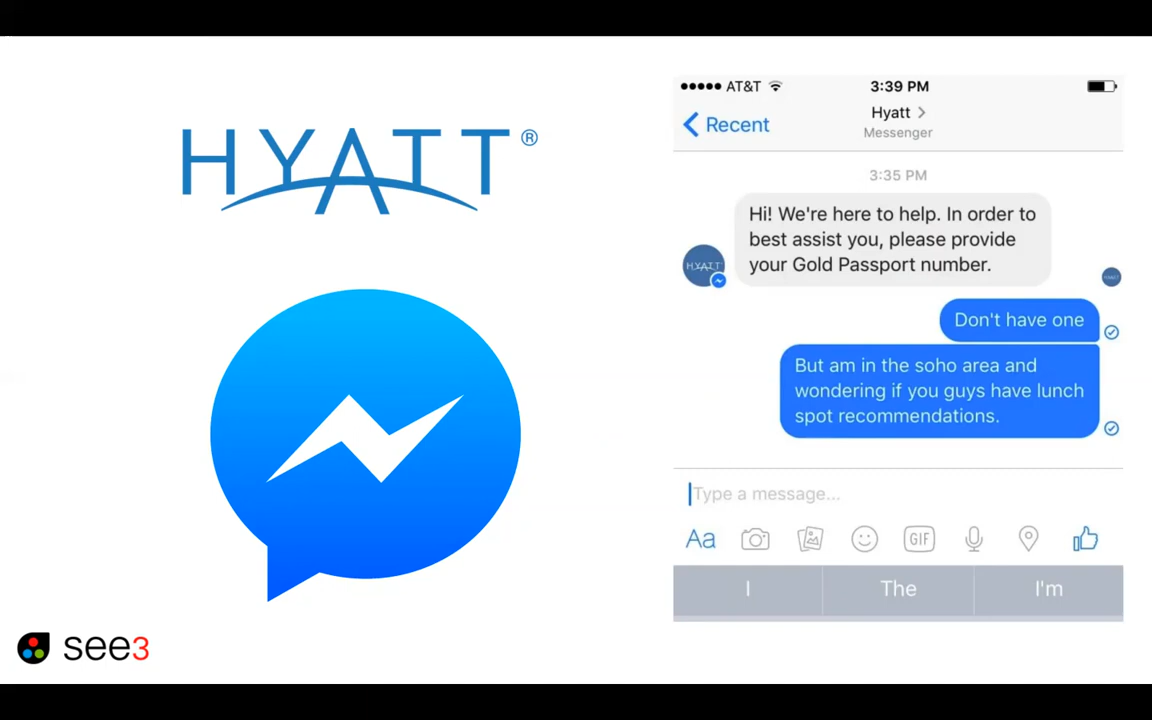 HYATT®
●●●●● AT&T
3:39 PM
Recent
Hyatt
Messenger
3:35 PM
Hi! We're here to help. In order to
best assist you, please provide
your Gold Passport number.
HYATT
Don't have one
But am in the soho area and
wondering if you guys have lunch
spot recommendations.
Type a message...
Aa
GIF
I
The
I'm
see3